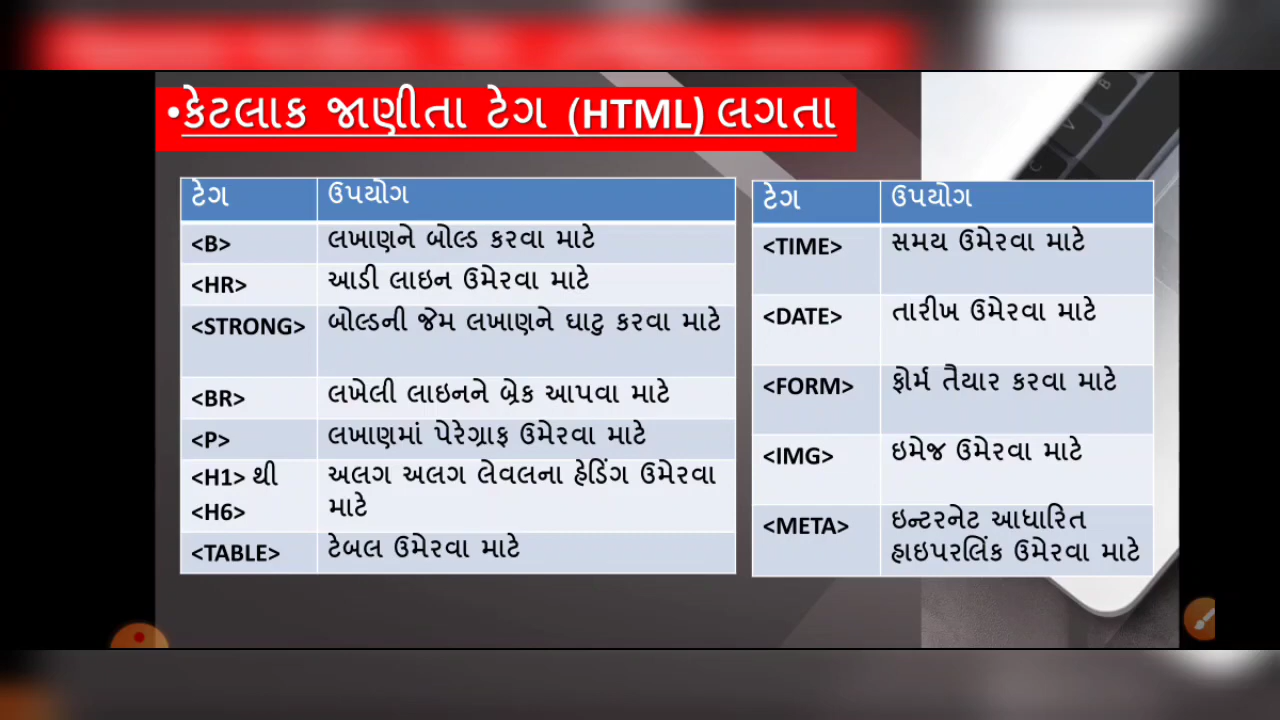 •કેટલાક જાણીતા ટેગ (HTML) લગતા
ટેગ ઉપયોગ
<B> લખાણને બોલ્ડ કરવા માટે
<HR> આડી લાઇન ઉમેરવા માટે
<STRONG> બોલ્ડની જેમ લખાણને ઘાટુ કરવા માટે
<BR> લખેલી લાઇનને બ્રેક આપવા માટે
<P> લખાણમાં પેરેગ્રાફ ઉમેરવા માટે
<H1> થી અલગ અલગ લેવલના હેડિંગ ઉમેરવા
<H6> માટે
<TABLE> ટેબલ ઉમેરવા માટે
ટેગ ઉપયોગ
<TIME> સમય ઉમેરવા માટે
<DATE> તારીખ ઉમેરવા માટે
<FORM> ફોર્મ તૈયાર કરવા માટે
<IMG> ઇમેજ ઉમેરવા માટે
<META> ઇન્ટરનેટ આધારિત
હાઇપરલિંક ઉમેરવા માટે
B
V
C